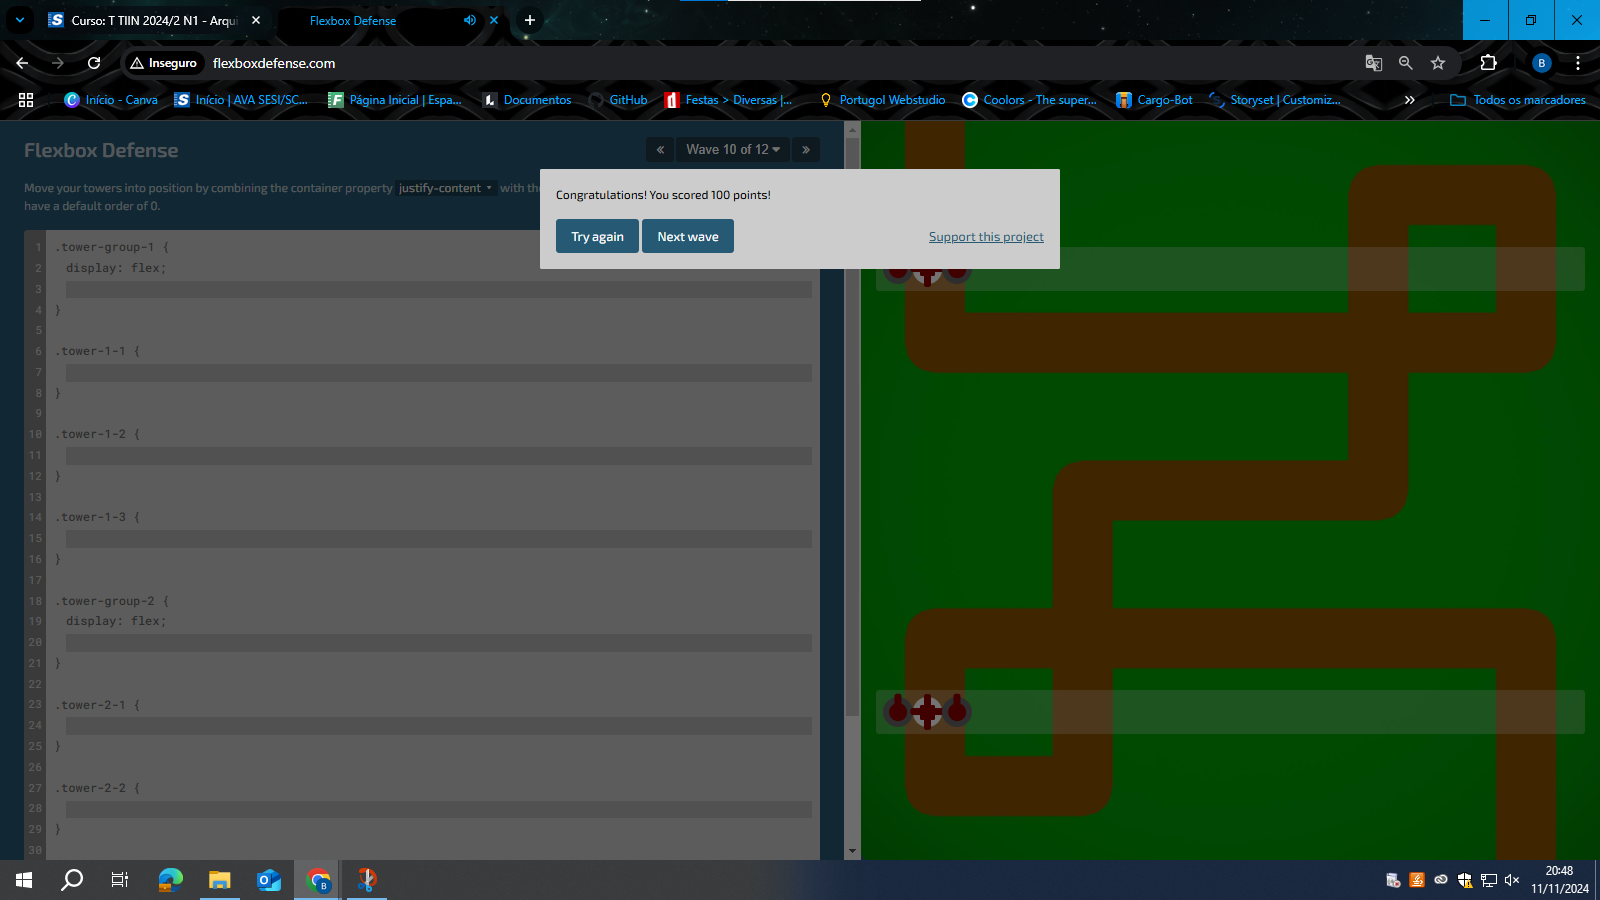 Curso: T TIIN 2024/2 N1 - Arqui
Flexbox Defense
Inseguro
flexboxdefense.com
B
Início - Canva
Início | AVA SESI/SC...
Página Inicial | Espa...
Documentos
GitHub
Festas > Diversas |...
Portugol Webstudio
Coolors - The super...
Cargo-Bot
Storyset | Customiz...
Todos os marcadores
Flexbox Defense
« Wave 10 of 12 »
Move your towers into position by combining the container property justify-content with the
have a default order of 0.
Congratulations! You scored 100 points!
Try again
Next wave
Support this project
1 .tower-group-1 {
2 display: flex;
3
4 }
5
6 .tower-1-1 {
7
8 }
9
10 .tower-1-2 {
11
12 }
13
14 .tower-1-3 {
15
16 }
17
18 .tower-group-2 {
19 display: flex;
20
21 }
22
23 .tower-2-1 {
24
25 }
26
27 .tower-2-2 {
28
29 }
30
20:48
11/11/2024